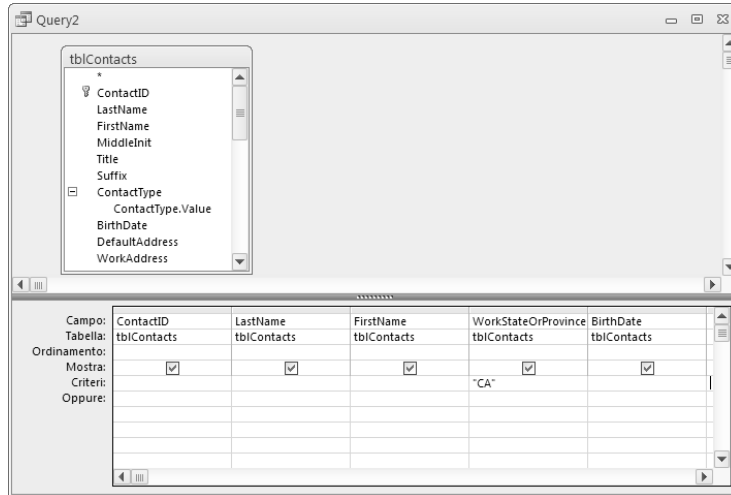 Query2
tblContacts
*
ContactID
LastName
FirstName
MiddleInit
Title
Suffix
ContactType
ContactType.Value
BirthDate
DefaultAddress
WorkAddress
Campo: ContactID LastName FirstName WorkStateOrProvince BirthDate
Tabella: tblContacts tblContacts tblContacts tblContacts tblContacts
Ordinamento:
Mostra:
Criteri: "CA"
Oppure: